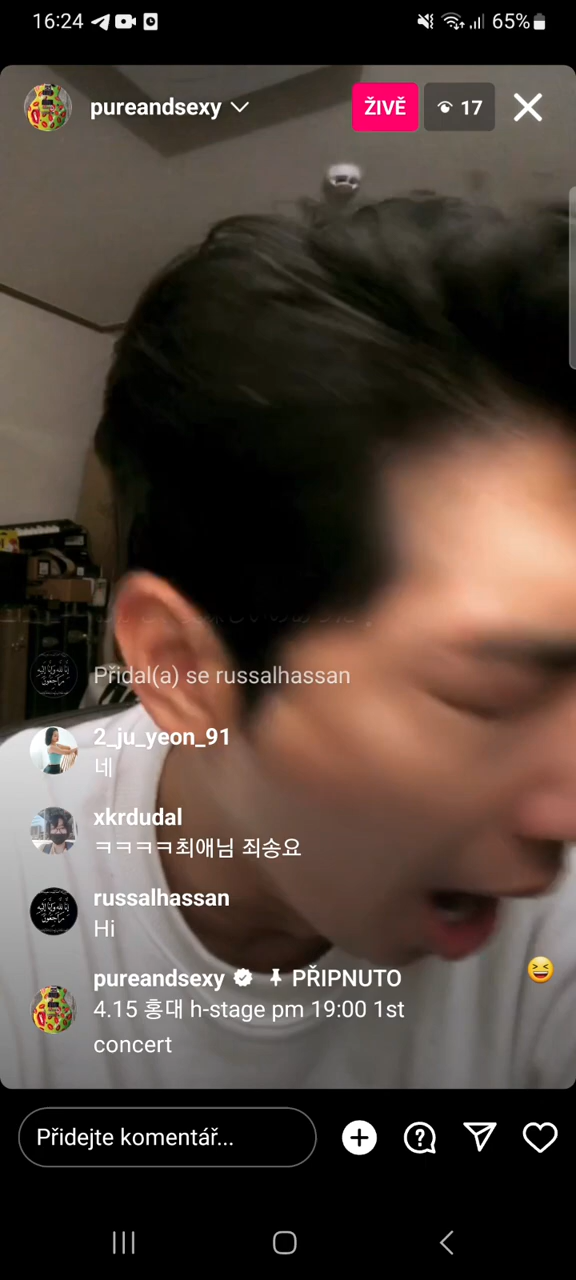 16:24
65%
pureandsexy
ŽIVĚ
17
Přidal(a) se russalhassan
2_ju_yeon_91
네
xkrdudal
ㅋㅋㅋㅋ최애님 죄송요
russalhassan
Hi
pureandsexy PŘIPNUTO
4.15 홍대 h-stage pm 19:00 1st
concert
Přidejte komentář...